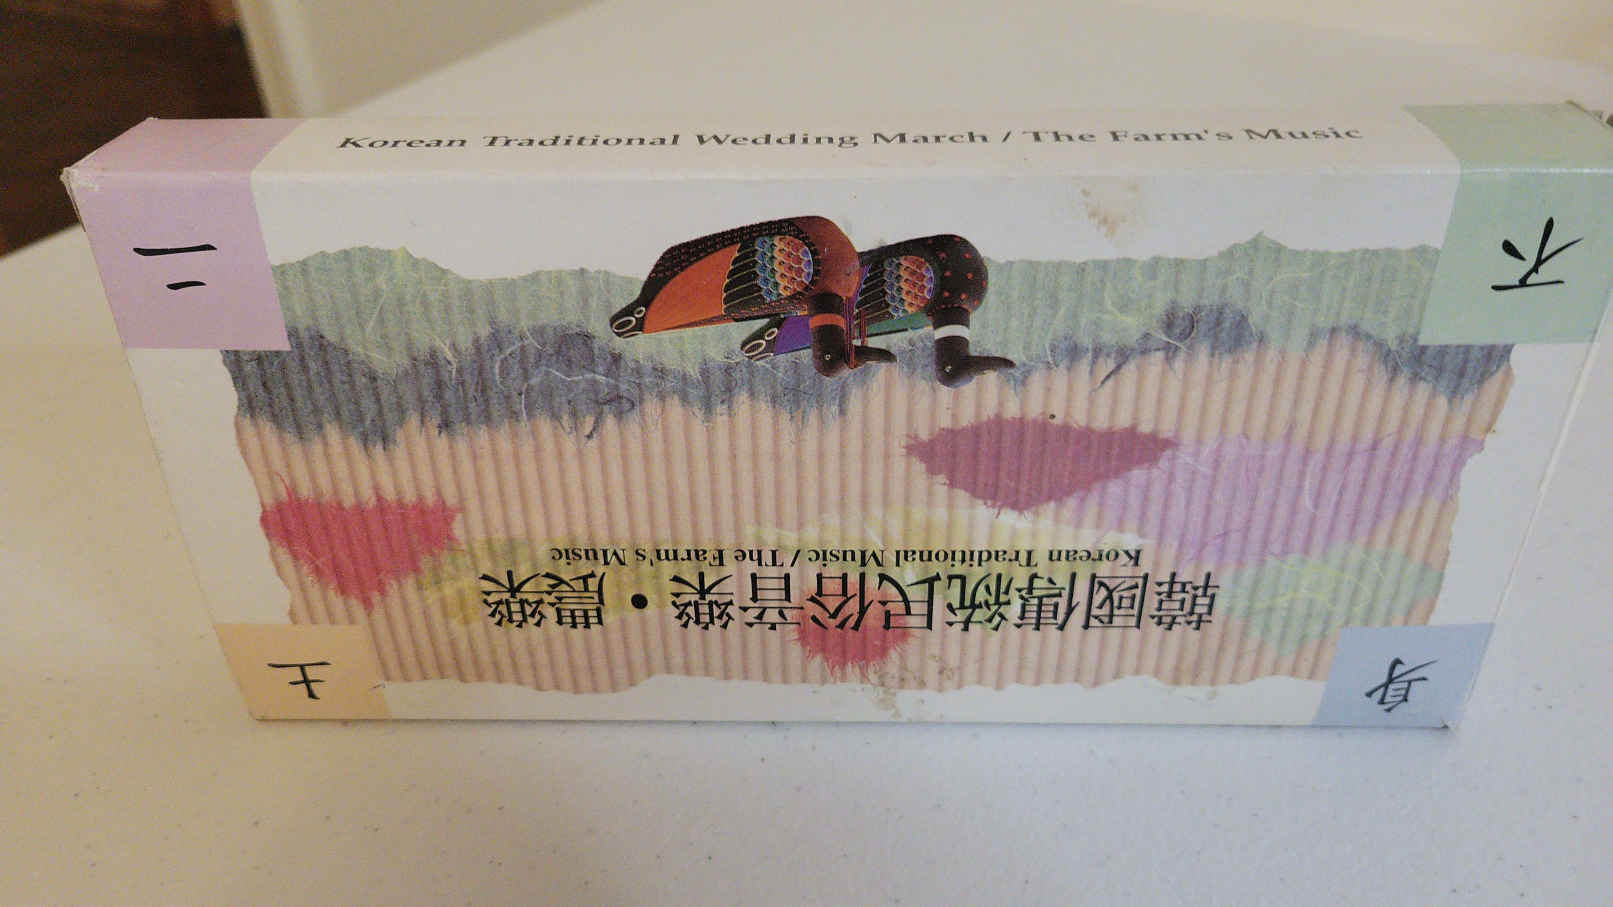 Korean Traditional Wedding March / The Farm's Music
身
土
韓國傳統民俗音樂•農樂
Korean Traditional Music / The Farm's Music
不
二